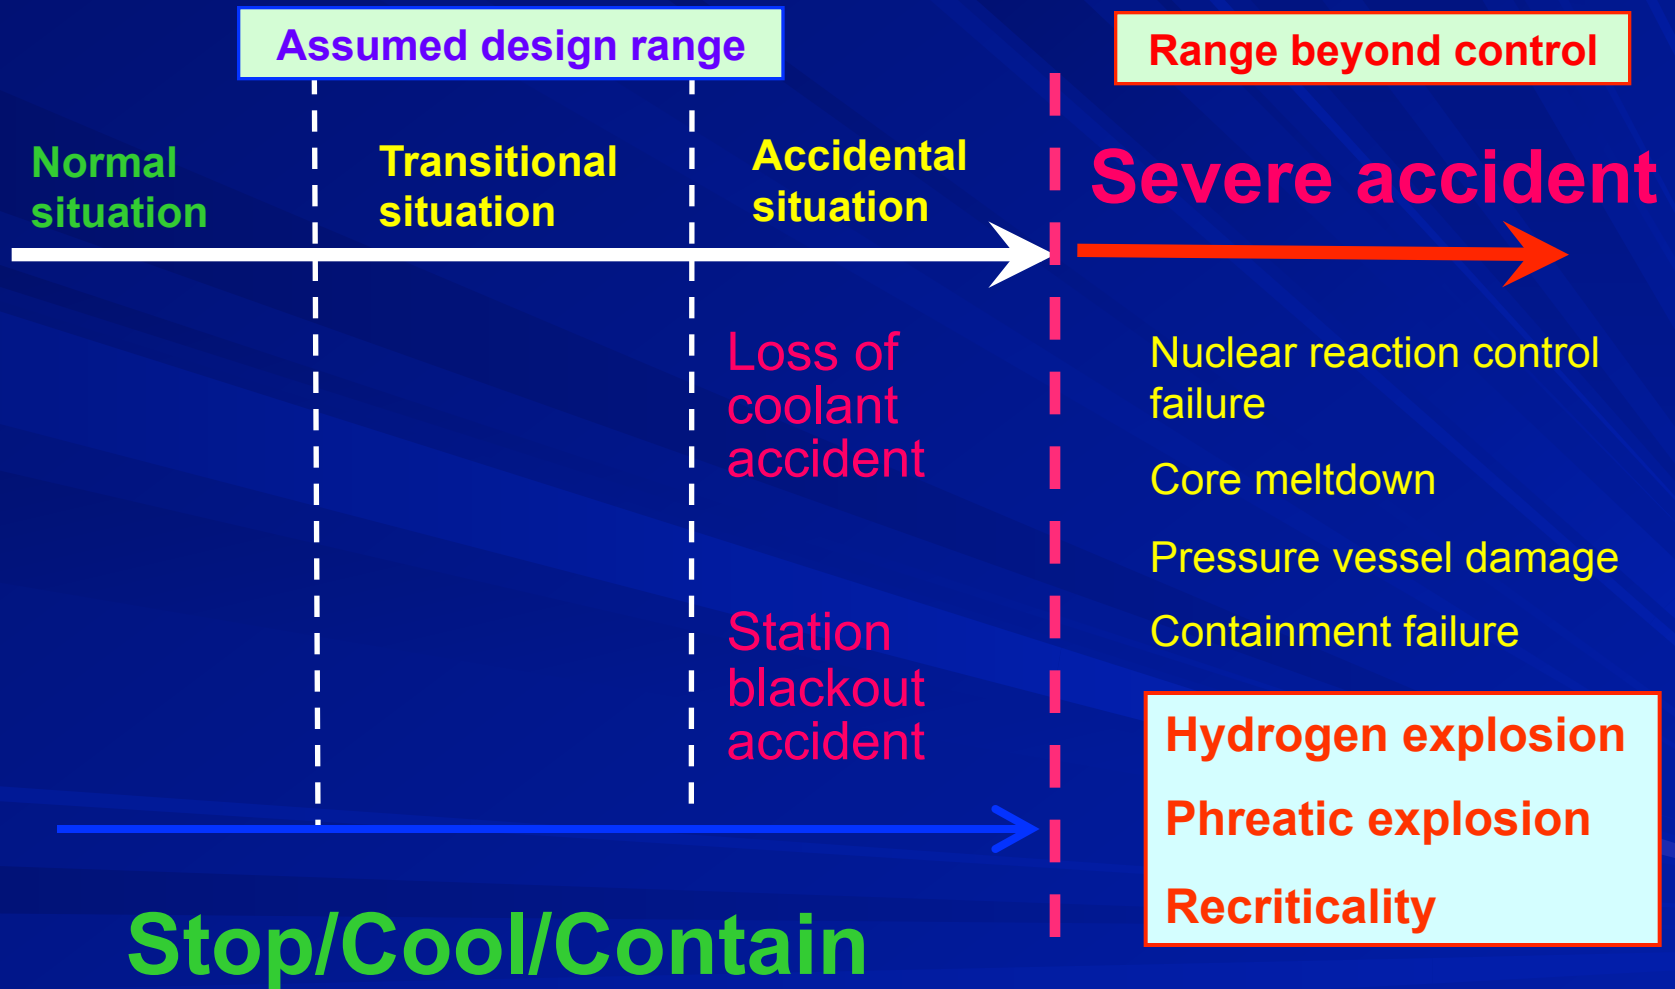 Assumed design range
Range beyond control
Normal
situation
Transitional
situation
Accidental
situation
Severe accident
Loss of
coolant
accident
Station
blackout
accident
Nuclear reaction control
failure
Core meltdown
Pressure vessel damage
Containment failure
Hydrogen explosion
Phreatic explosion
Recriticality
Stop/Cool/Contain